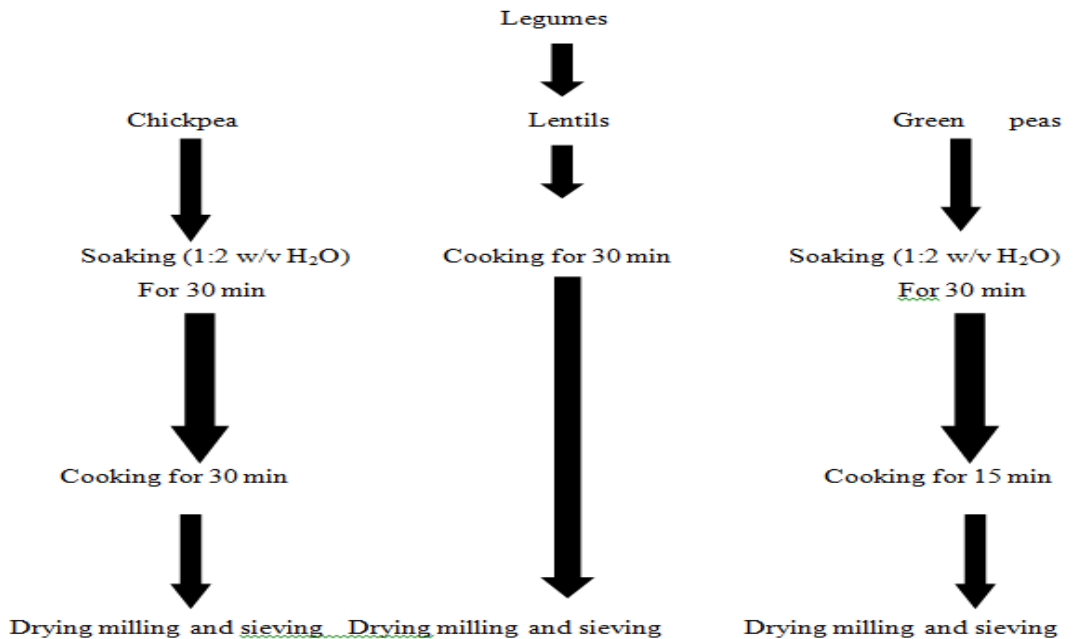 Legumes
Chickpea Lentils Green peas
Soaking (1:2 w/v H₂O) Cooking for 30 min Soaking (1:2 w/v H₂O)
For 30 min For 30 min
Cooking for 30 min Cooking for 15 min
Drying milling and sieving Drying milling and sieving Drying milling and sieving